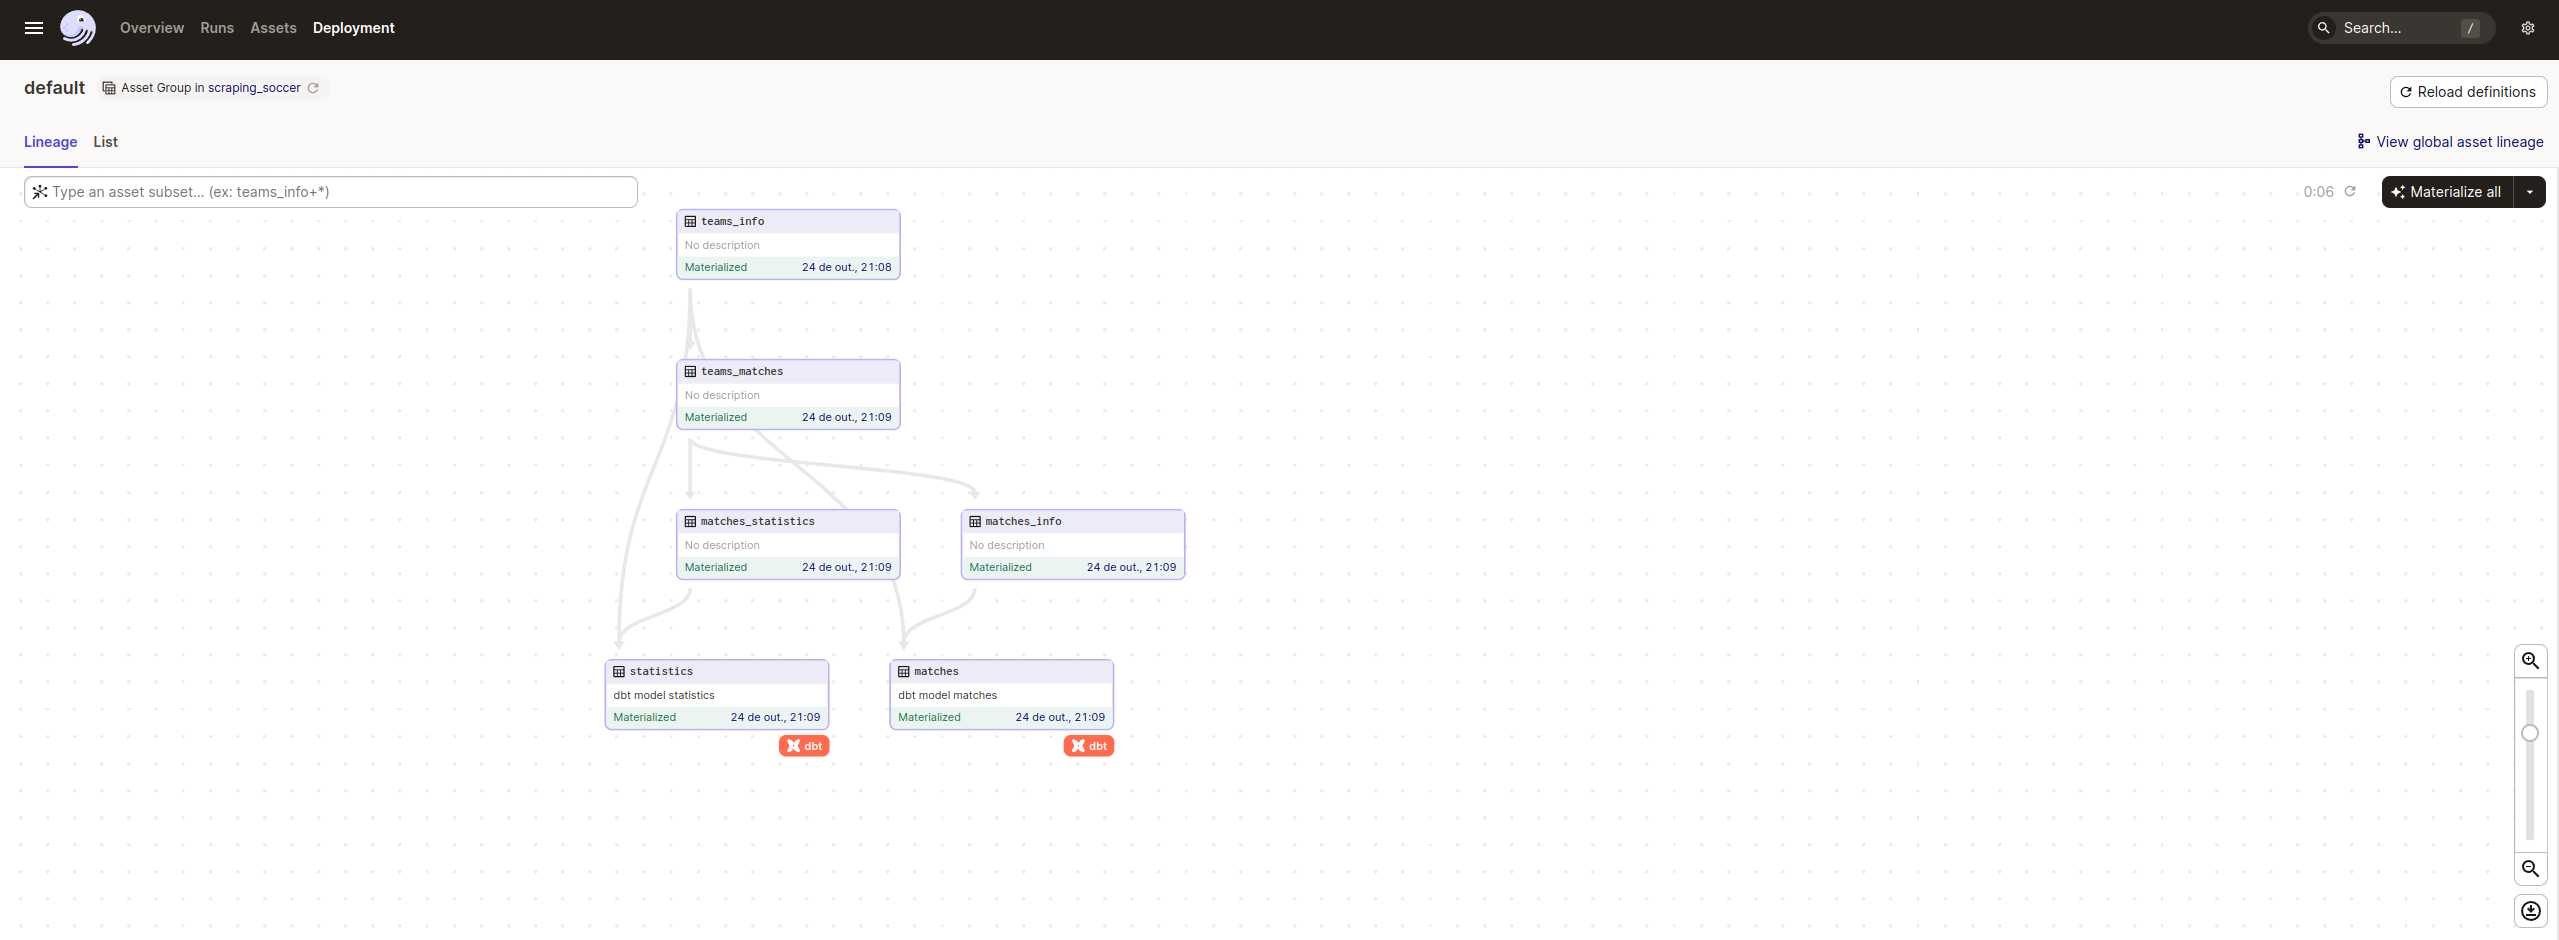 Overview Runs Assets Deployment Search... /
default Asset Group in scraping_soccer Reload definitions
Lineage List View global asset lineage
Type an asset subset... (ex: teams_info+*) 0:06 Materialize all
teams_info
No description
Materialized 24 de out., 21:08
teams_matches
No description
Materialized 24 de out., 21:09
matches_statistics
No description
Materialized 24 de out., 21:09
matches_info
No description
Materialized 24 de out., 21:09
statistics
dbt model statistics
Materialized 24 de out., 21:09
dbt
matches
dbt model matches
Materialized 24 de out., 21:09
dbt